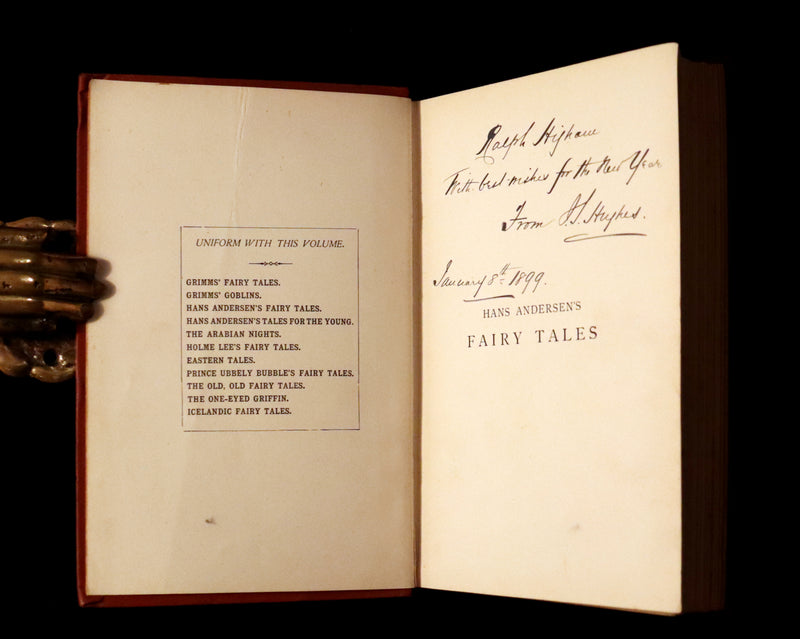 UNIFORM WITH THIS VOLUME.
GRIMMS' FAIRY TALES.
GRIMMS' GOBLINS.
HANS ANDERSEN'S FAIRY TALES.
HANS ANDERSEN'S TALES FOR THE YOUNG.
THE ARABIAN NIGHTS.
HOLME LEE'S FAIRY TALES.
EASTERN TALES.
PRINCE UBBELY BUBBLE'S FAIRY TALES.
THE OLD, OLD FAIRY TALES.
THE ONE-EYED GRIFFIN.
ICELANDIC FAIRY TALES.
Ralph Higham
With best wishes for the New Year
From Hughes.
January 8th 1899.
HANS ANDERSEN'S
FAIRY TALES